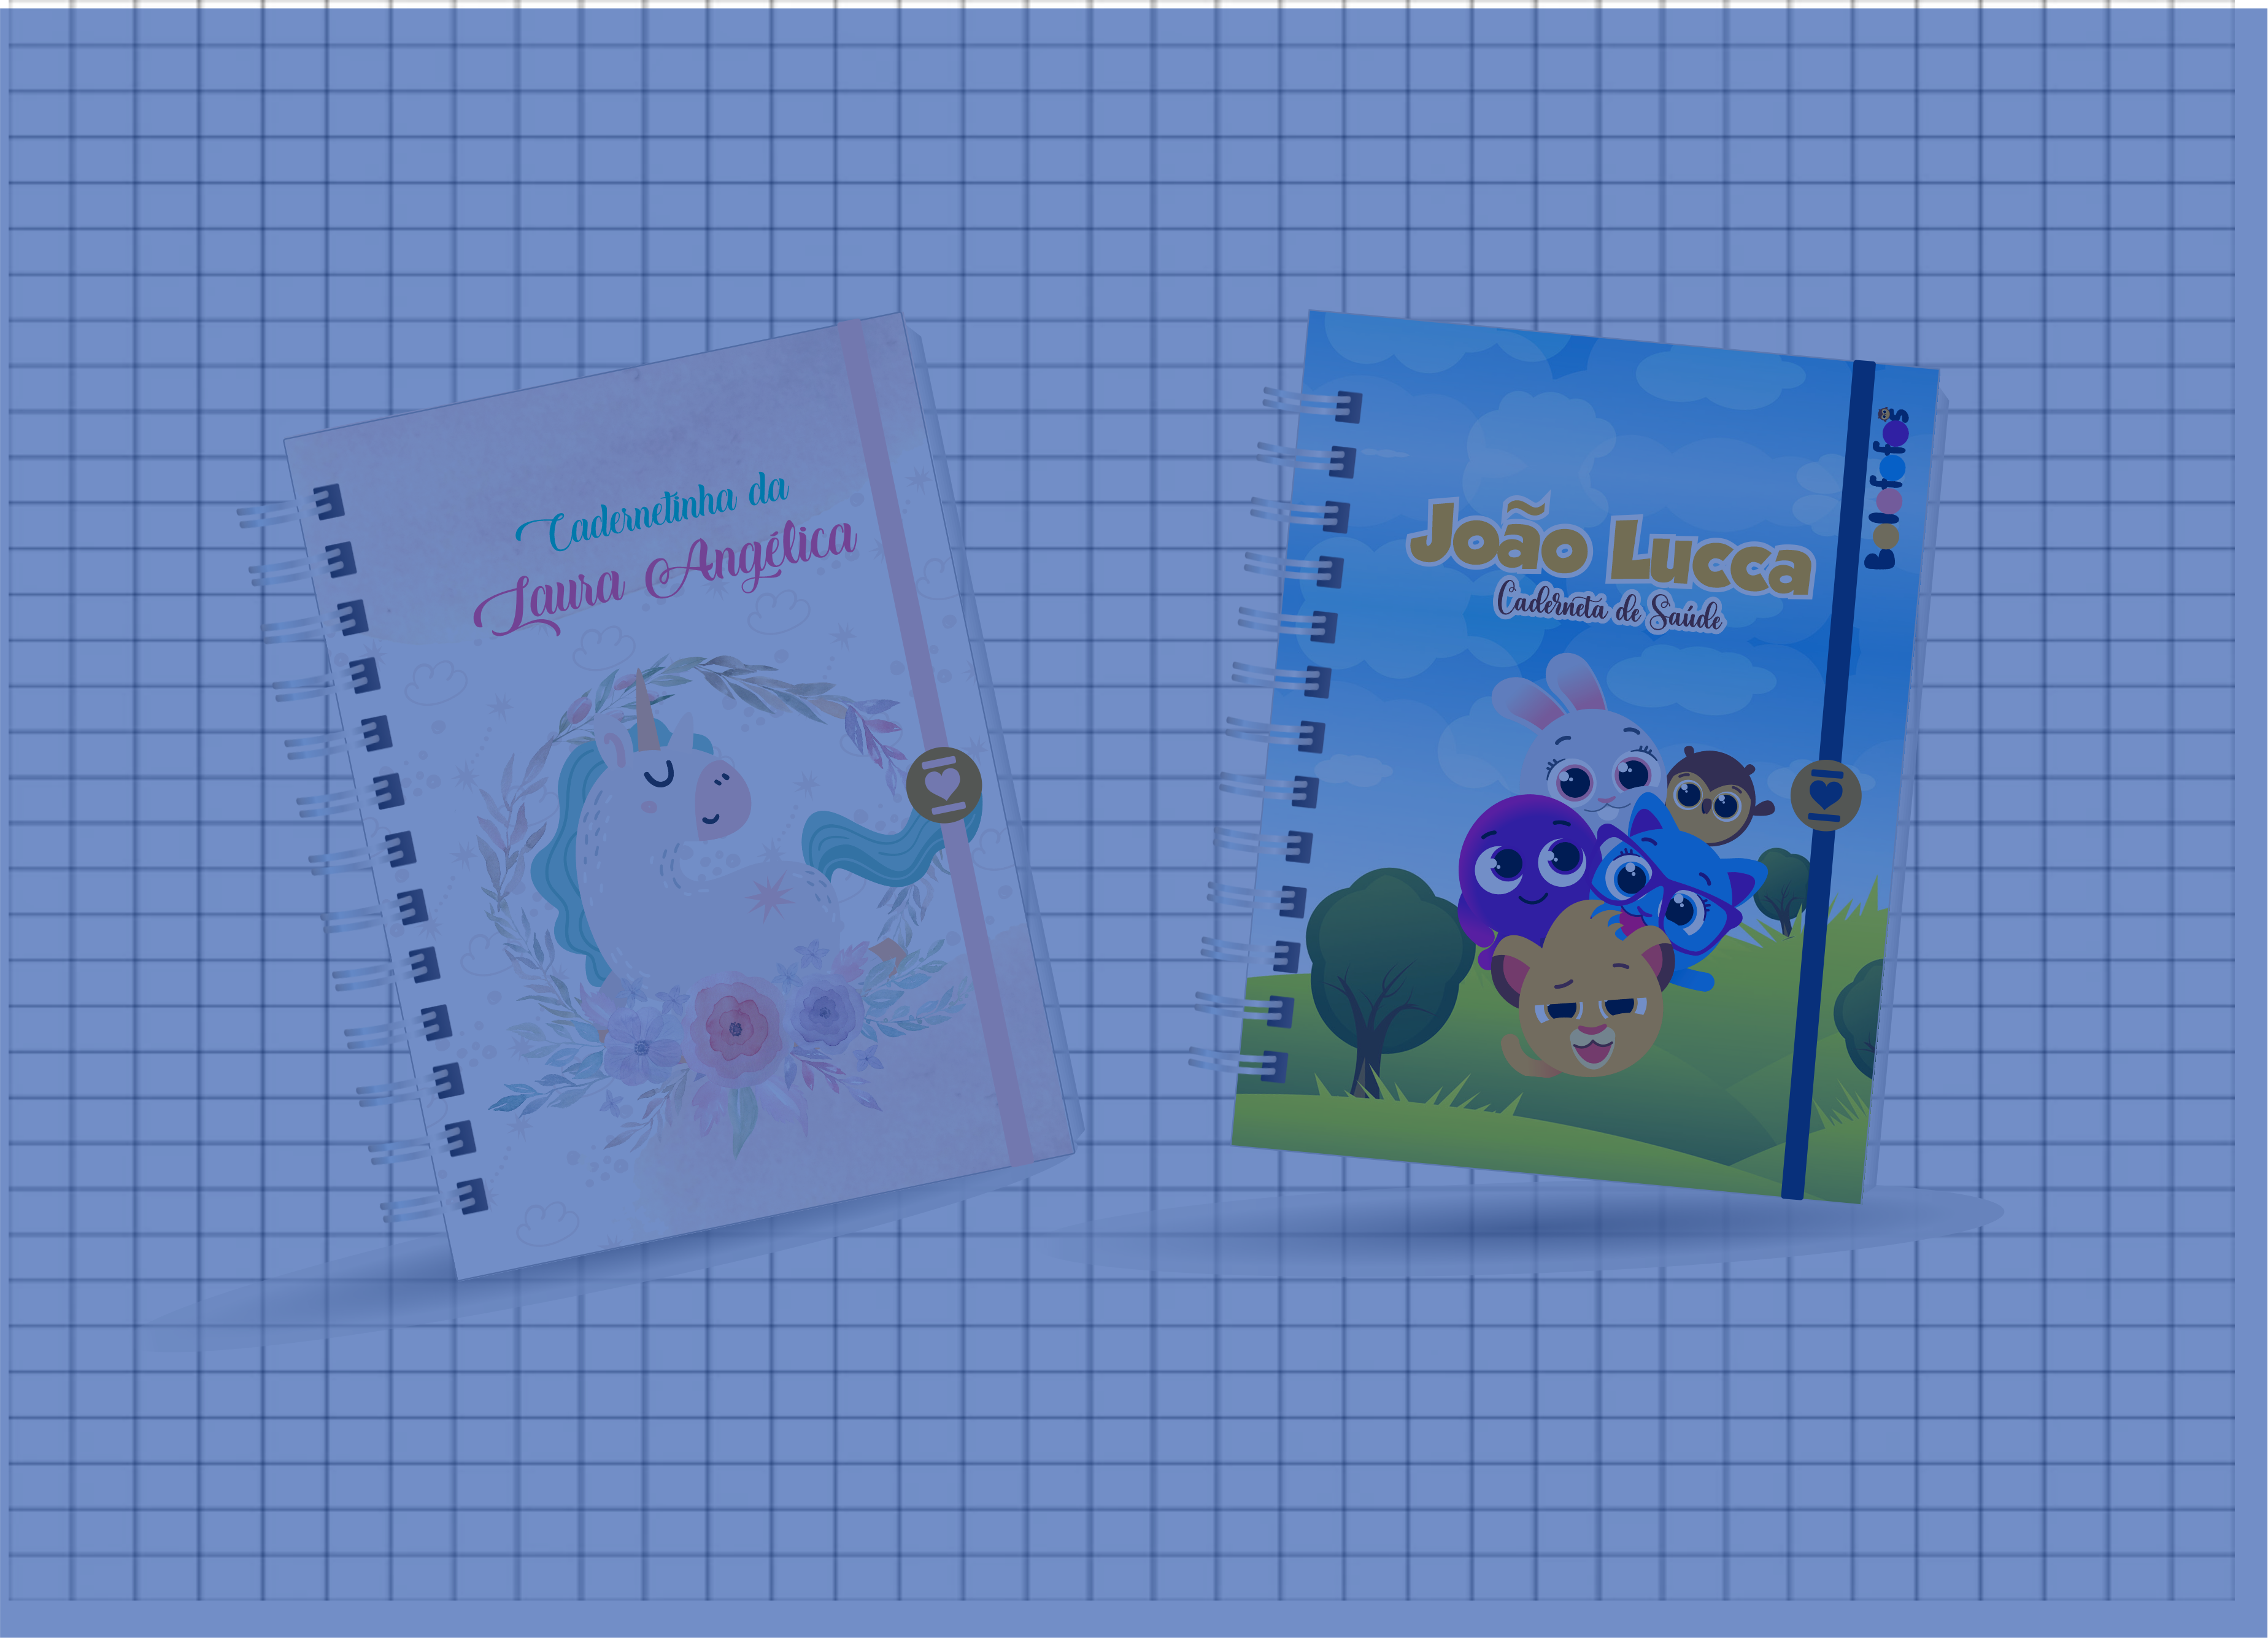 Cadernetinha da
Laura Angélica
João Lucca
Caderneta de Saúde
Bolofofos